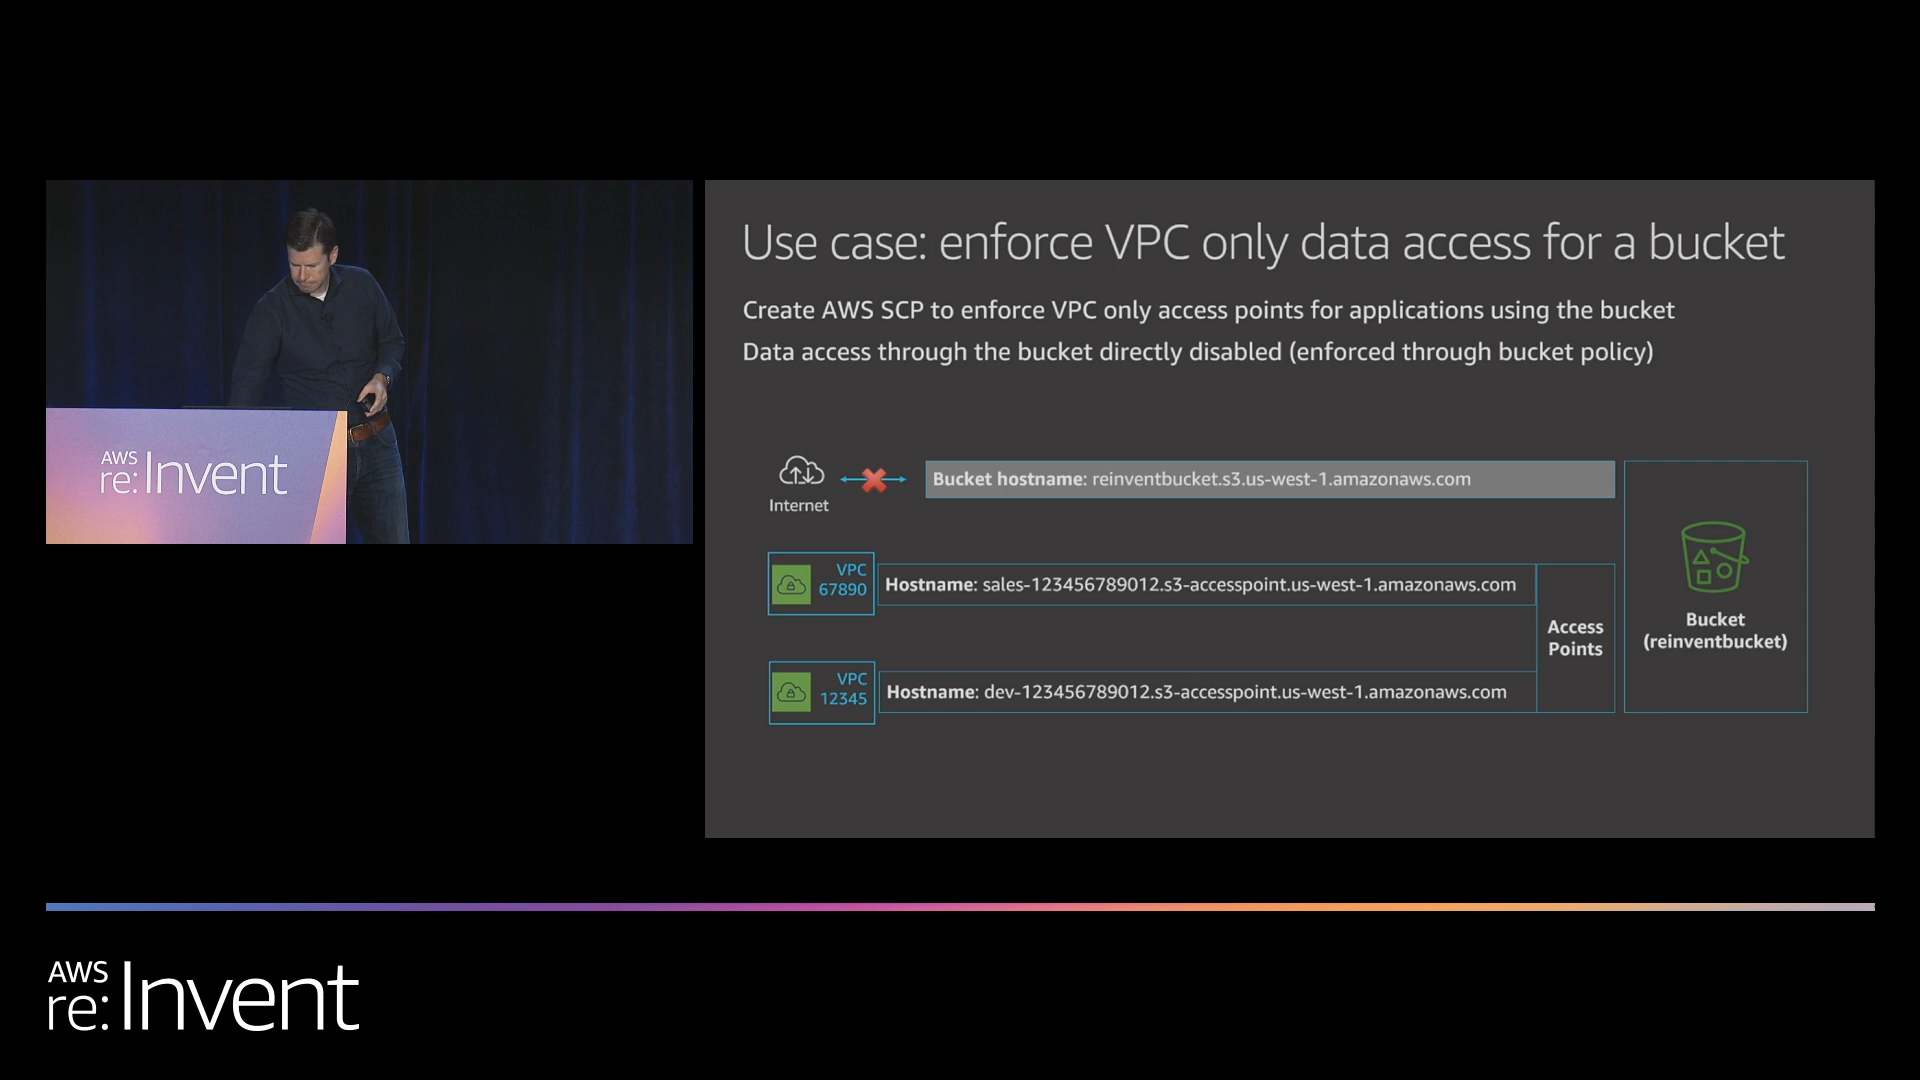 AWS
re:Invent
Use case: enforce VPC only data access for a bucket
Create AWS SCP to enforce VPC only access points for applications using the bucket
Data access through the bucket directly disabled (enforced through bucket policy)
Internet
Bucket hostname: reinventbucket.s3.us-west-1.amazonaws.com
VPC
67890
Hostname: sales-123456789012.s3-accesspoint.us-west-1.amazonaws.com
VPC
12345
Hostname: dev-123456789012.s3-accesspoint.us-west-1.amazonaws.com
Access
Points
Bucket
(reinventbucket)
AWS
re:Invent